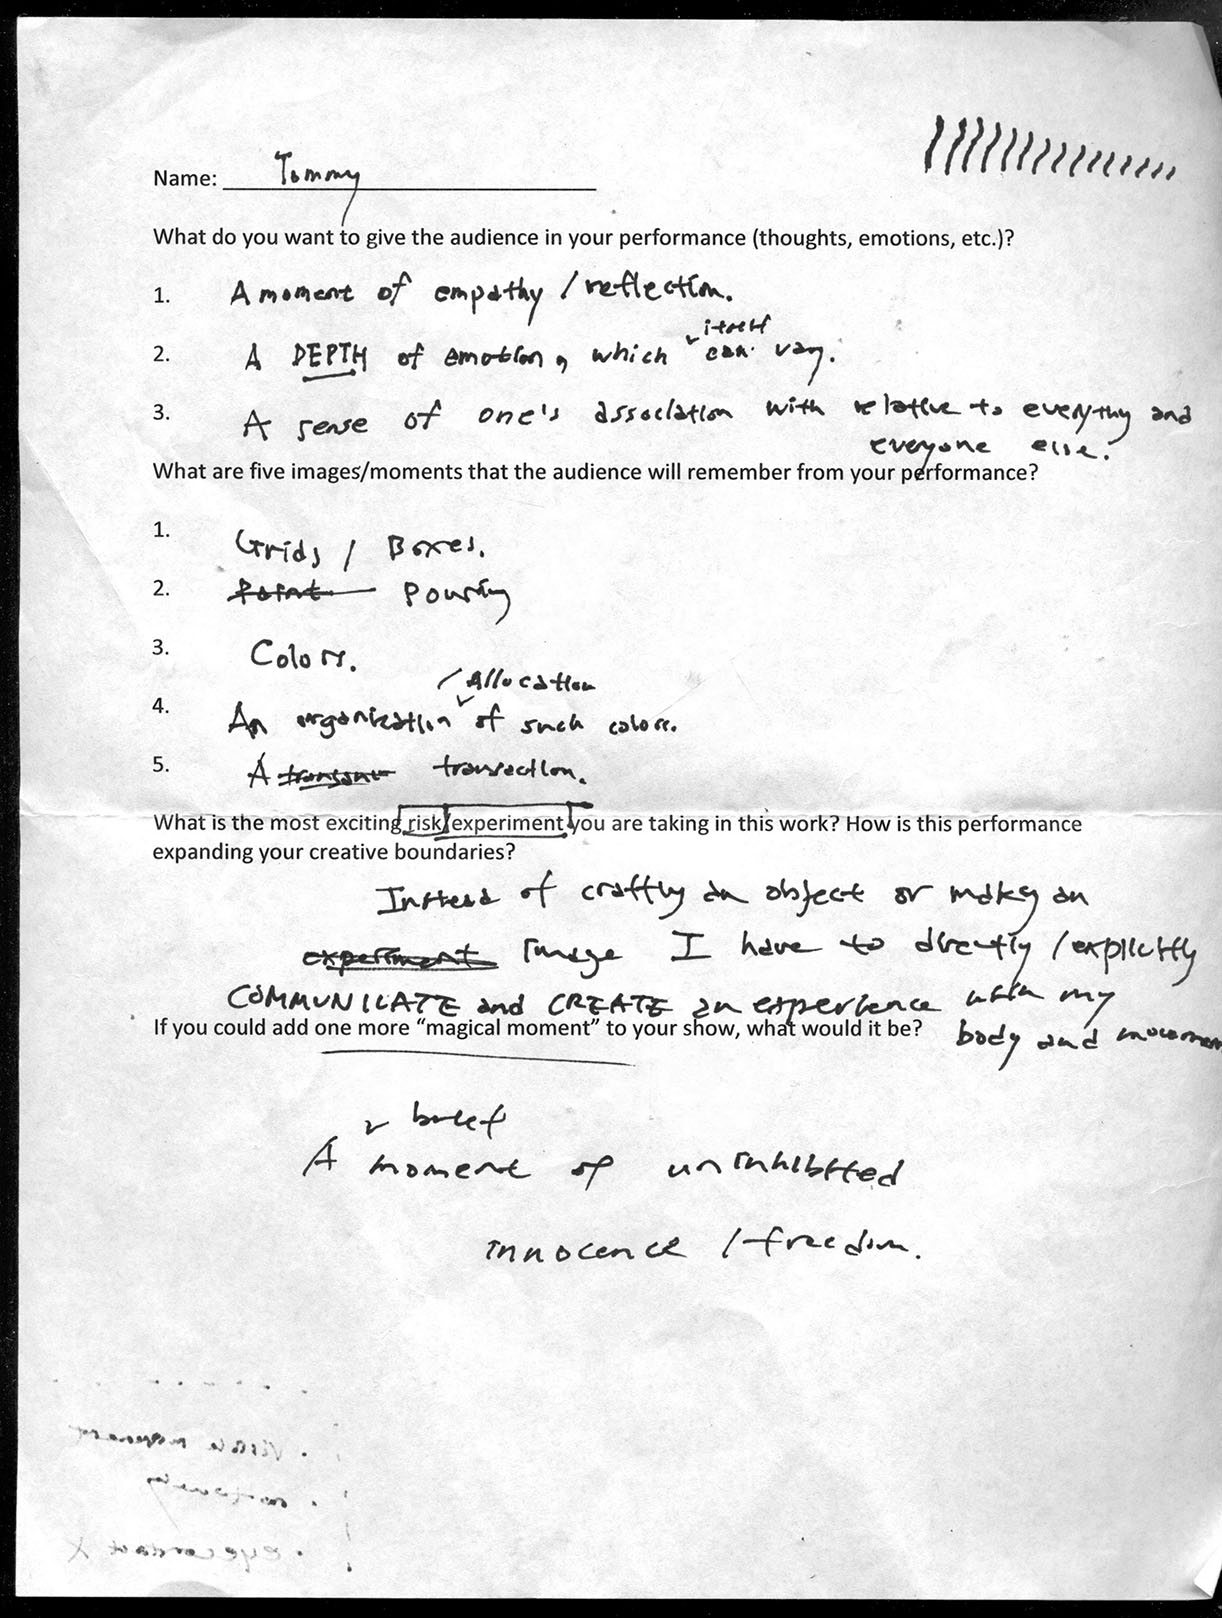 Name: Tommy
What do you want to give the audience in your performance (thoughts, emotions, etc.)?
1. A moment of empathy / reflection.
itself
2. A DEPTH of emotion, which can vary.
3. A sense of one's association with relative to everything and
everyone else.
What are five images/moments that the audience will remember from your performance?
1. Grids / Boxes.
2. Paint Pouring
3. Colors.
/ Allocation
4. An organization of such colors.
5. A transaction.
What is the most exciting risk/experiment you are taking in this work? How is this performance
expanding your creative boundaries?
Instead of crafting an object or making an
experiment image I have to directly / explicitly
COMMUNICATE and CREATE an experience with my
body and movement
If you could add one more “magical moment” to your show, what would it be?
brief
A moment of uninhibited
innocence / freedom.
eye contact X